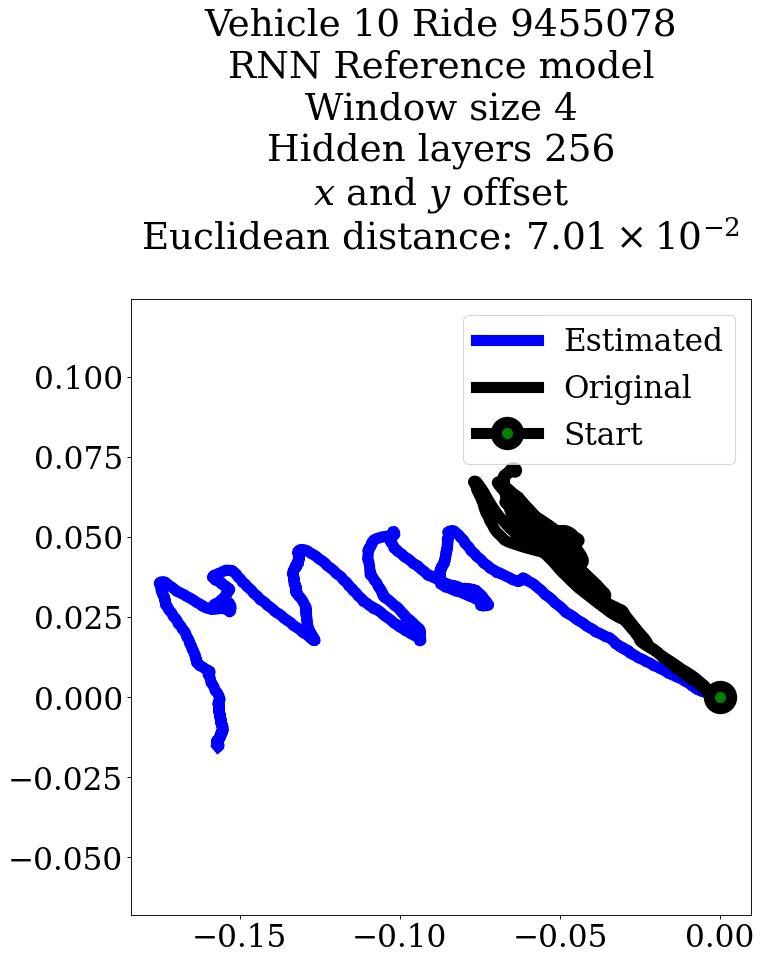 Vehicle 10 Ride 9455078
RNN Reference model
Window size 4
Hidden layers 256
x and y offset
Euclidean distance: 7.01 × 10⁻²
Estimated
Original
Start
0.100
0.075
0.050
0.025
0.000
−0.025
−0.050
−0.15 −0.10 −0.05 0.00